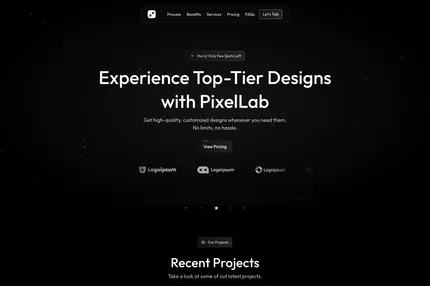 Process Benefits Services Pricing FAQs Let's Talk
Hurry! Only Few Spots Left!
Experience Top-Tier Designs
with PixelLab
Get high-quality, customized designs whenever you need them.
No limits, no hassle.
View Pricing
Logoipsum Logoipsum Logoipsum
Our Projects
Recent Projects
Take a look at some of out latest projects.